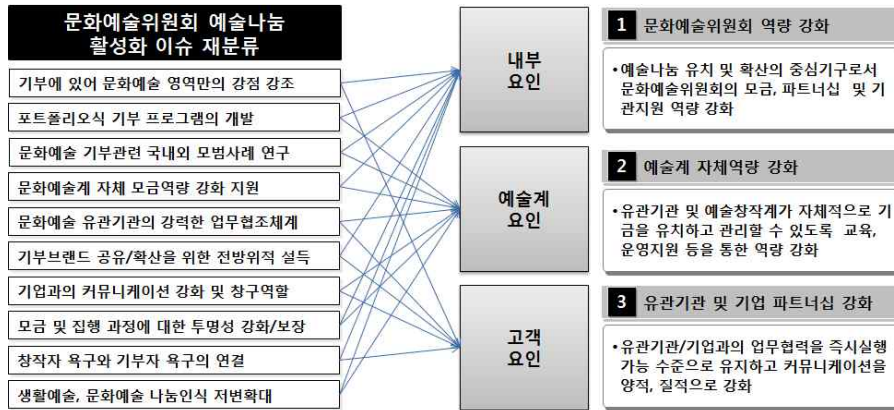 문화예술위원회 예술나눔
활성화 이슈 재분류
기부에 있어 문화예술 영역만의 강점 강조
포트폴리오식 기부 프로그램의 개발
문화예술 기부관련 국내외 모범사례 연구
문화예술계 자체 모금역량 강화 지원
문화예술 유관기관의 강력한 업무협조체계
기부브랜드 공유/확산을 위한 전방위적 설득
기업과의 커뮤니케이션 강화 및 창구역할
모금 및 집행 과정에 대한 투명성 강화/보장
창작자 욕구와 기부자 욕구의 연결
생활예술, 문화예술 나눔인식 저변확대
내부
요인
예술계
요인
고객
요인
1 문화예술위원회 역량 강화
•예술나눔 유치 및 확산의 중심기구로서
문화예술위원회의 모금, 파트너십 및 기
관지원 역량 강화
2 예술계 자체역량 강화
•유관기관 및 예술창작계가 자체적으로 기
금을 유치하고 관리할 수 있도록 교육,
운영지원 등을 통한 역량 강화
3 유관기관 및 기업 파트너십 강화
•유관기관/기업과의 업무협력을 즉시실행
가능 수준으로 유지하고 커뮤니케이션을
양적, 질적으로 강화